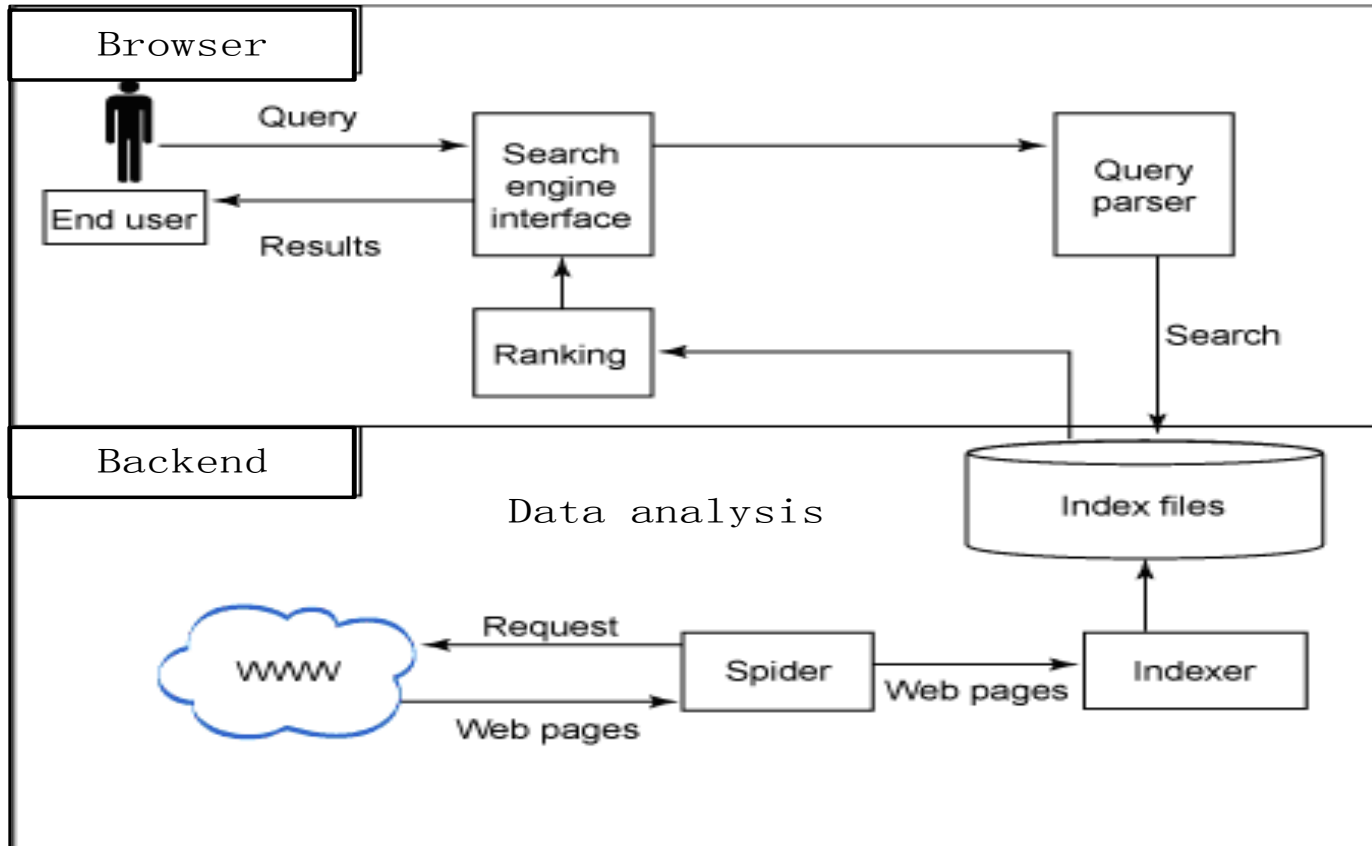 Browser
Query
Search
engine
interface
Query
parser
End user
Results
Ranking
Search
Backend
Data analysis
Index files
Request
WWW
Spider
Web pages
Indexer
Web pages